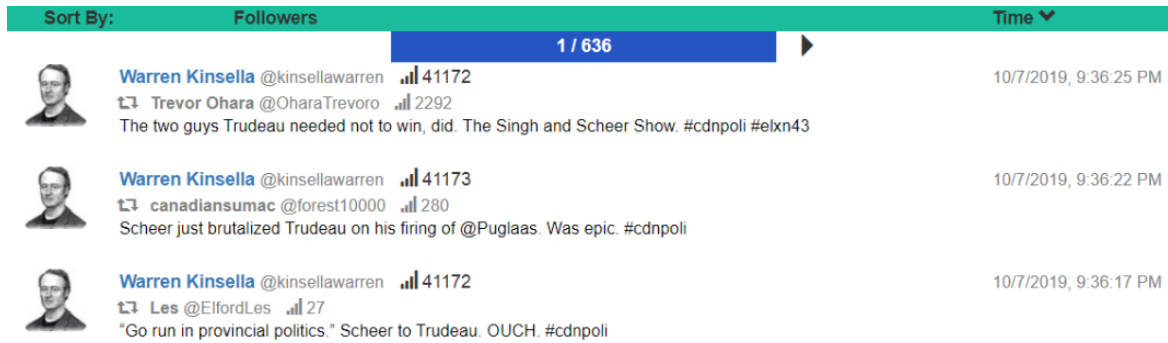 Sort By: Followers Time
1 / 636
Warren Kinsella @kinsellawarren 41172 10/7/2019, 9:36:25 PM
Trevor Ohara @OharaTrevoro 2292
The two guys Trudeau needed not to win, did. The Singh and Scheer Show. #cdnpoli #elxn43
Warren Kinsella @kinsellawarren 41173 10/7/2019, 9:36:22 PM
canadiansumac @forest10000 280
Scheer just brutalized Trudeau on his firing of @Puglaas. Was epic. #cdnpoli
Warren Kinsella @kinsellawarren 41172 10/7/2019, 9:36:17 PM
Les @ElfordLes 27
“Go run in provincial politics.” Scheer to Trudeau. OUCH. #cdnpoli